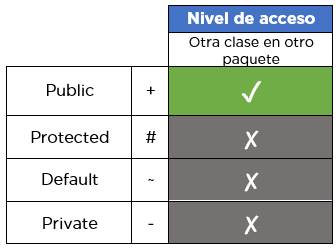 Nivel de acceso
Otra clase en otro
paquete
Public + ✓
Protected # ✗
Default ~ ✗
Private - ✗